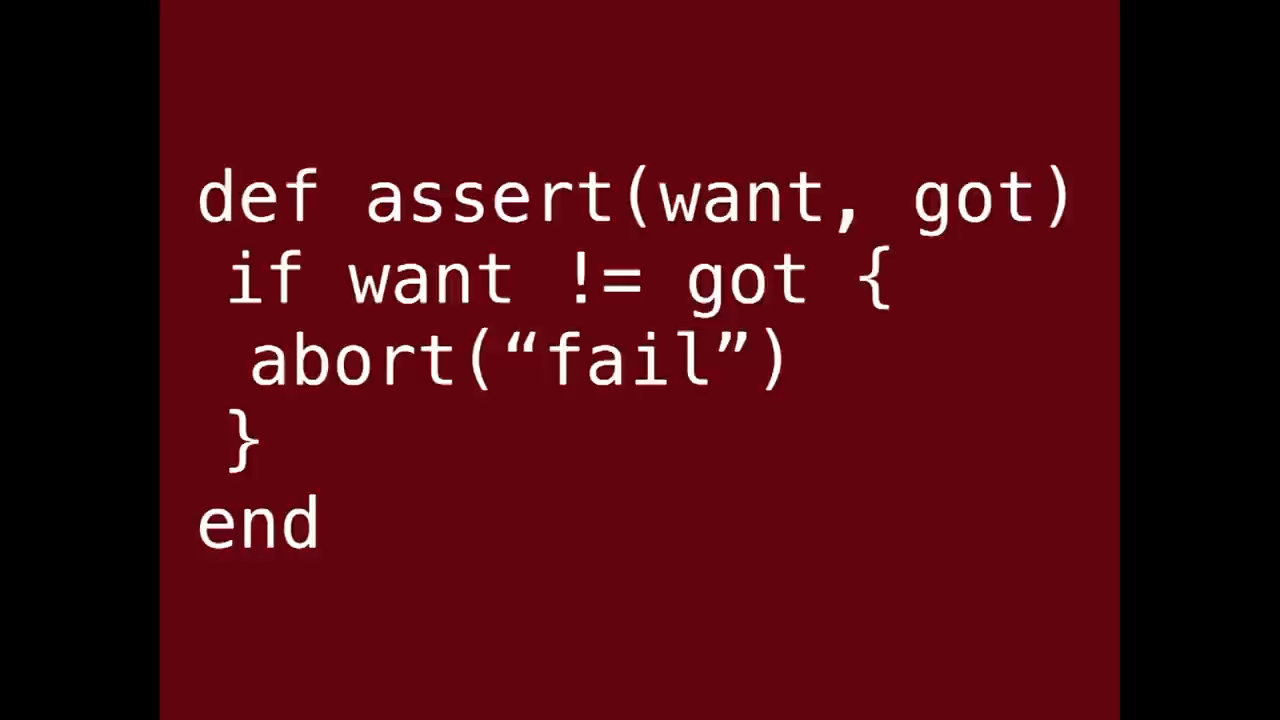 def assert(want, got)
if want != got {
abort(“fail”)
}
end